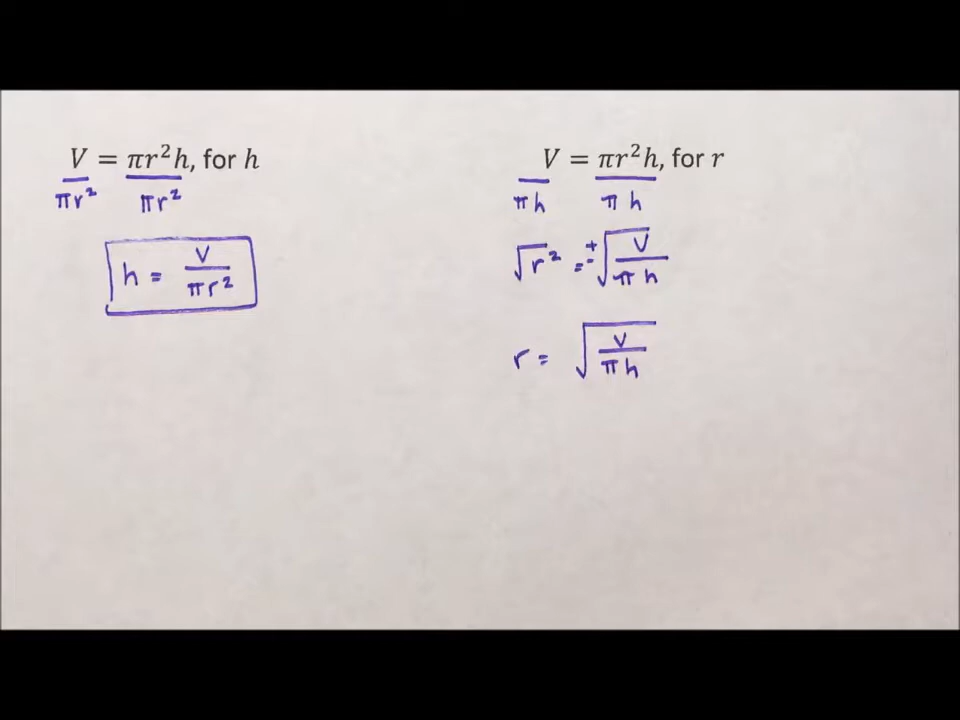 V = πr²h, for h
πr² πr²
h = V/πr²
V = πr²h, for r
πh πh
√r² = ±√V/πh
r = √V/πh